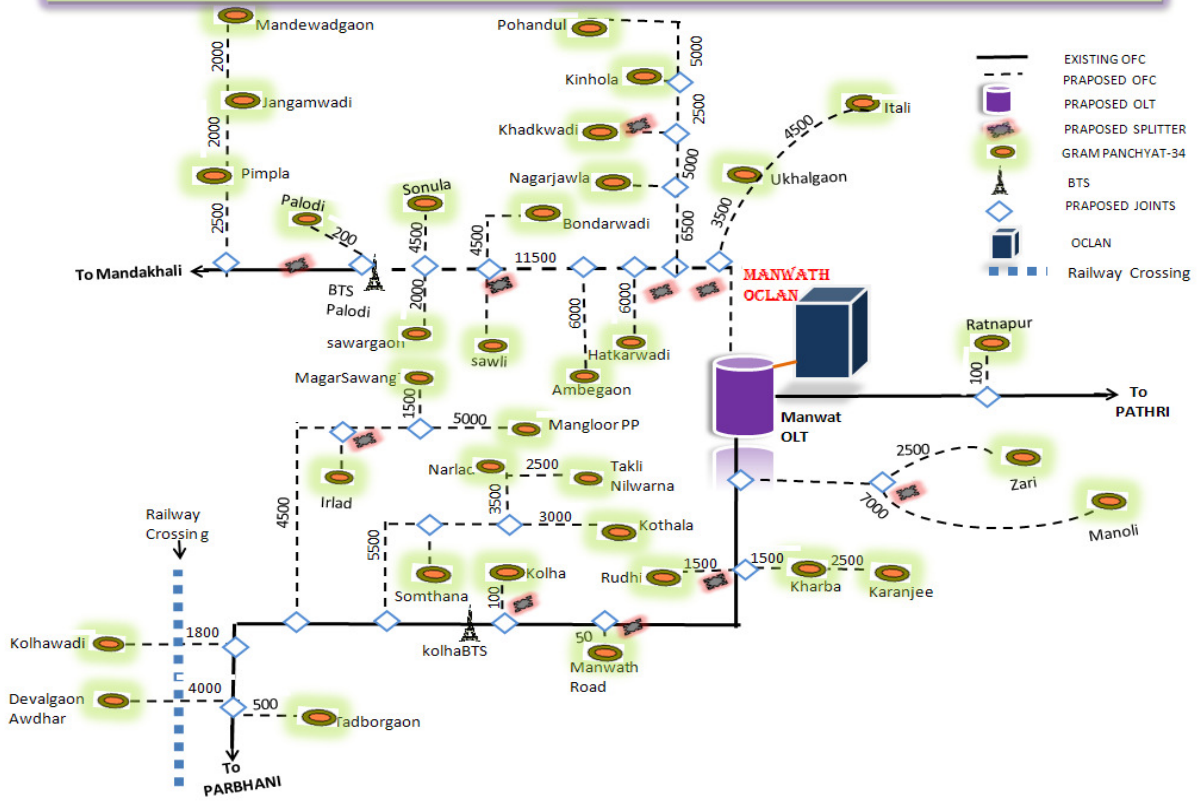 Mandewadgaon
Pohandul
2000
5000
EXISTING OFC
PRAPOSED OFC
PRAPOSED OLT
PRAPOSED SPLITTER
GRAM PANCHYAT-34
BTS
PRAPOSED JOINTS
OCLAN
Railway Crossing
Kinhola
Jangamwadi
2500
4500
Itali
Khadkwadi
2000
5000
Pimpla
Nagarjawla
Ukhalgaon
Sonula
Palodi
200
2500
4500
Bondarwadi
4500
6500
3500
To Mandakhali
11500
BTS
Palodi
MANWATH
OCLAN
2000
6000
6000
sawargaon
sawli
Hatkarwadi
Ambegaon
Ratnapur
100
MagarSawang
1500
5000
Mangloor PP
Manwat
OLT
To
PATHRI
Narlad
2500
Takli
Nilwarna
2500
Zari
Irlad
3500
7000
Manoli
4500
3000
Kothala
Railway
Crossing
5500
Somthana
Kolha
100
Rudhi
1500
1500
2500
Kharba
Karanjee
Kolhawadi
1800
kolhaBTS
50
Manwath
Road
Devalgaon
Awdhar
4000
500
Tadborgaon
To
PARBHANI